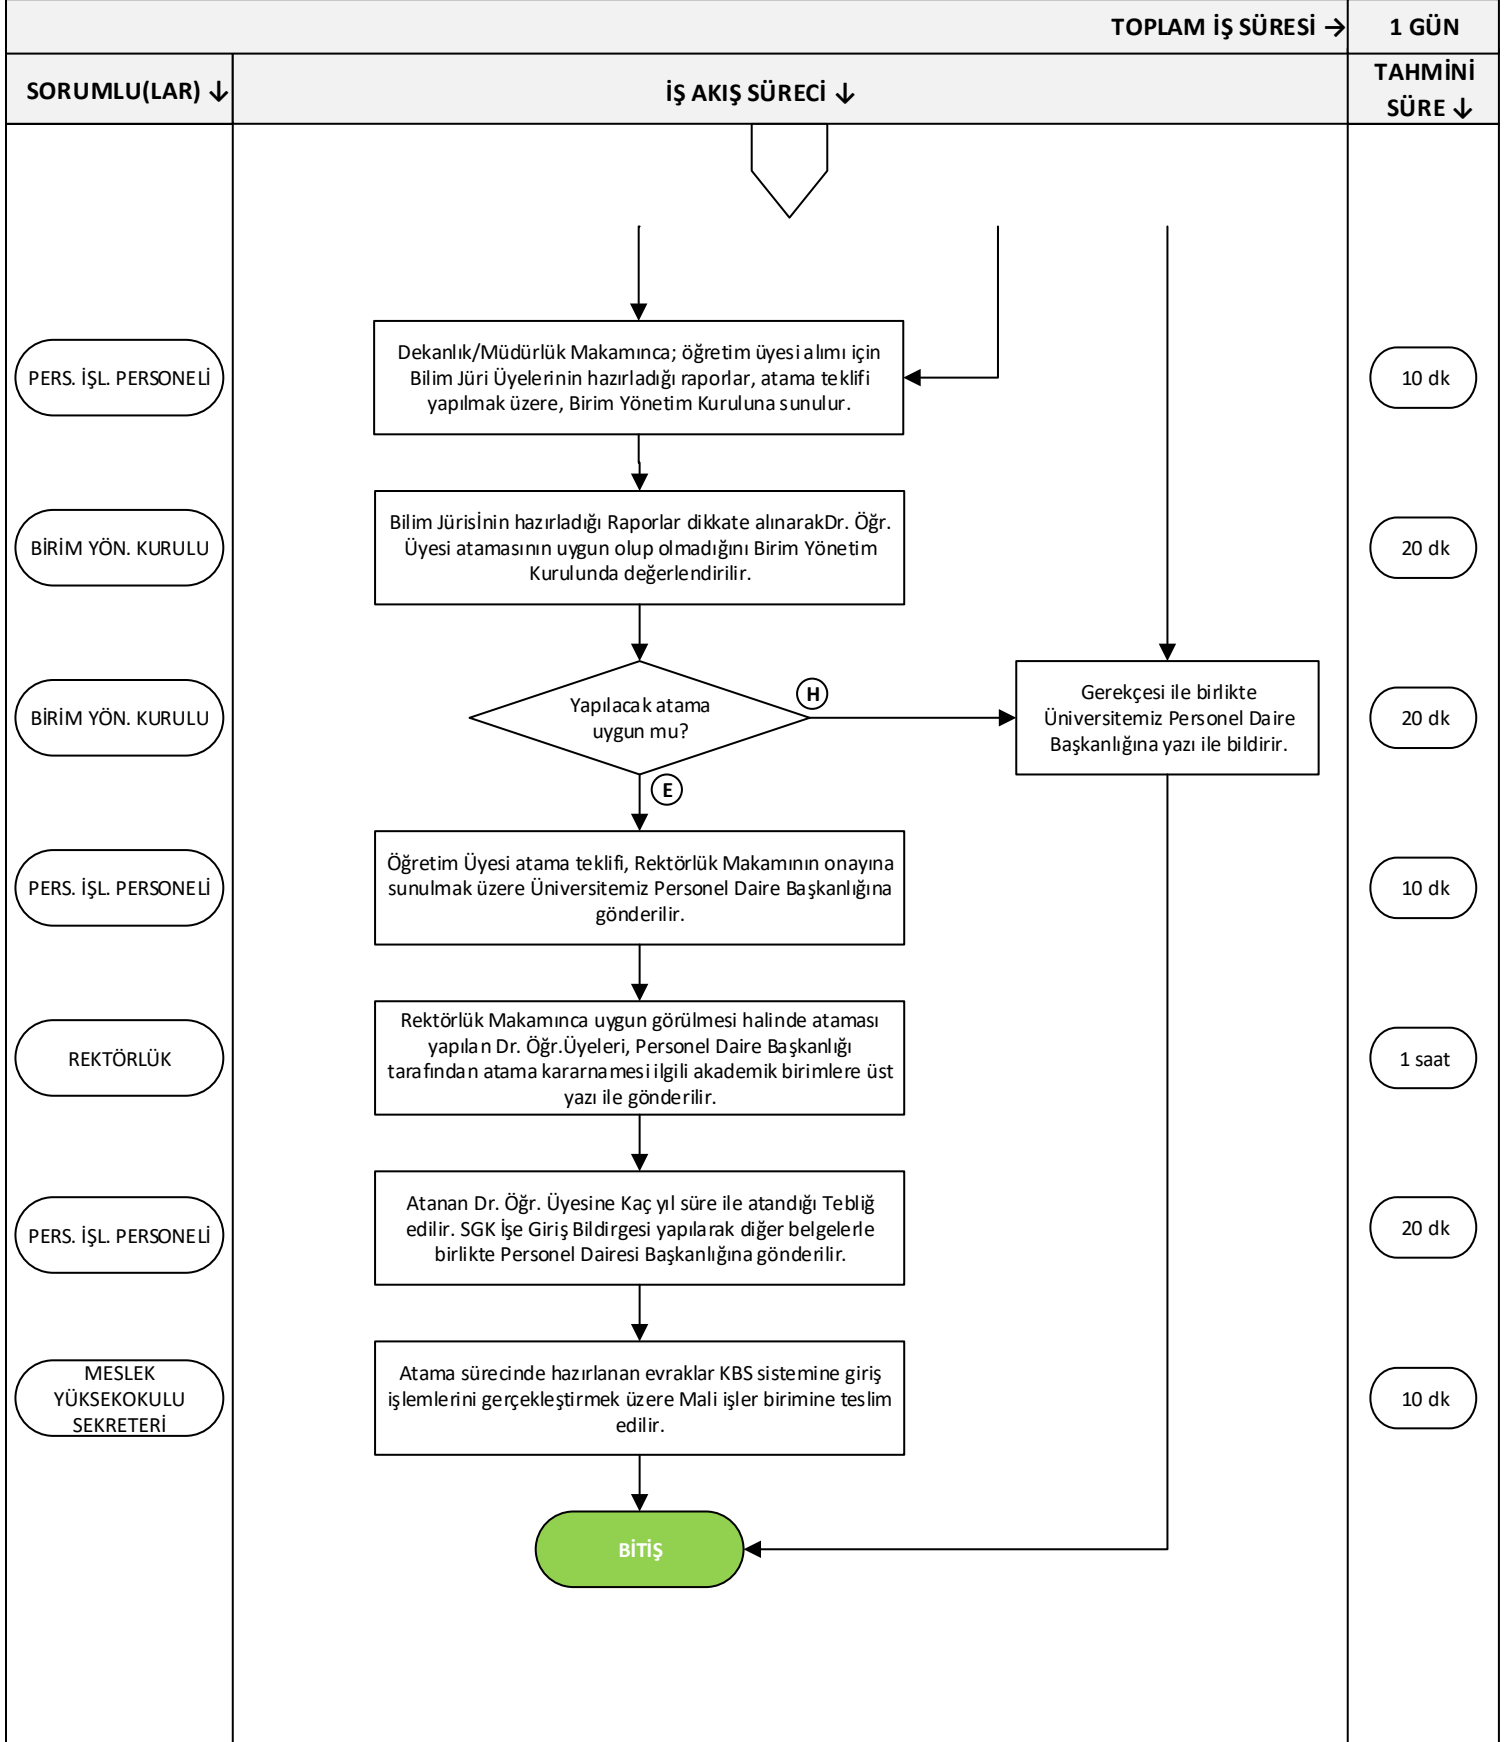 TOPLAM İŞ SÜRESİ → 1 GÜN
SORUMLU(LAR) ↓
İŞ AKIŞ SÜRECİ ↓
TAHMİNİ
SÜRE ↓
PERS. İŞL. PERSONELİ
Dekanlık/Müdürlük Makamınca; öğretim üyesi alımı için
Bilim Jüri Üyelerinin hazırladığı raporlar, atama teklifi
yapılmak üzere, Birim Yönetim Kuruluna sunulur.
10 dk
BİRİM YÖN. KURULU
Bilim Jürisİnin hazırladığı Raporlar dikkate alınarakDr. Öğr.
Üyesi atamasının uygun olup olmadığını Birim Yönetim
Kurulunda değerlendirilir.
20 dk
BİRİM YÖN. KURULU
Yapılacak atama
uygun mu?
H
Gerekçesi ile birlikte
Üniversitemiz Personel Daire
Başkanlığına yazı ile bildirir.
20 dk
E
PERS. İŞL. PERSONELİ
Öğretim Üyesi atama teklifi, Rektörlük Makamının onayına
sunulmak üzere Üniversitemiz Personel Daire Başkanlığına
gönderilir.
10 dk
REKTÖRLÜK
Rektörlük Makamınca uygun görülmesi halinde ataması
yapılan Dr. Öğr.Üyeleri, Personel Daire Başkanlığı
tarafından atama kararnamesi ilgili akademik birimlere üst
yazı ile gönderilir.
1 saat
PERS. İŞL. PERSONELİ
Atanan Dr. Öğr. Üyesine Kaç yıl süre ile atandığı Tebliğ
edilir. SGK İşe Giriş Bildirgesi yapılarak diğer belgelerle
birlikte Personel Dairesi Başkanlığına gönderilir.
20 dk
MESLEK
YÜKSEKOKULU
SEKRETERİ
Atama sürecinde hazırlanan evraklar KBS sistemine giriş
işlemlerini gerçekleştirmek üzere Mali işler birimine teslim
edilir.
10 dk
BİTİŞ